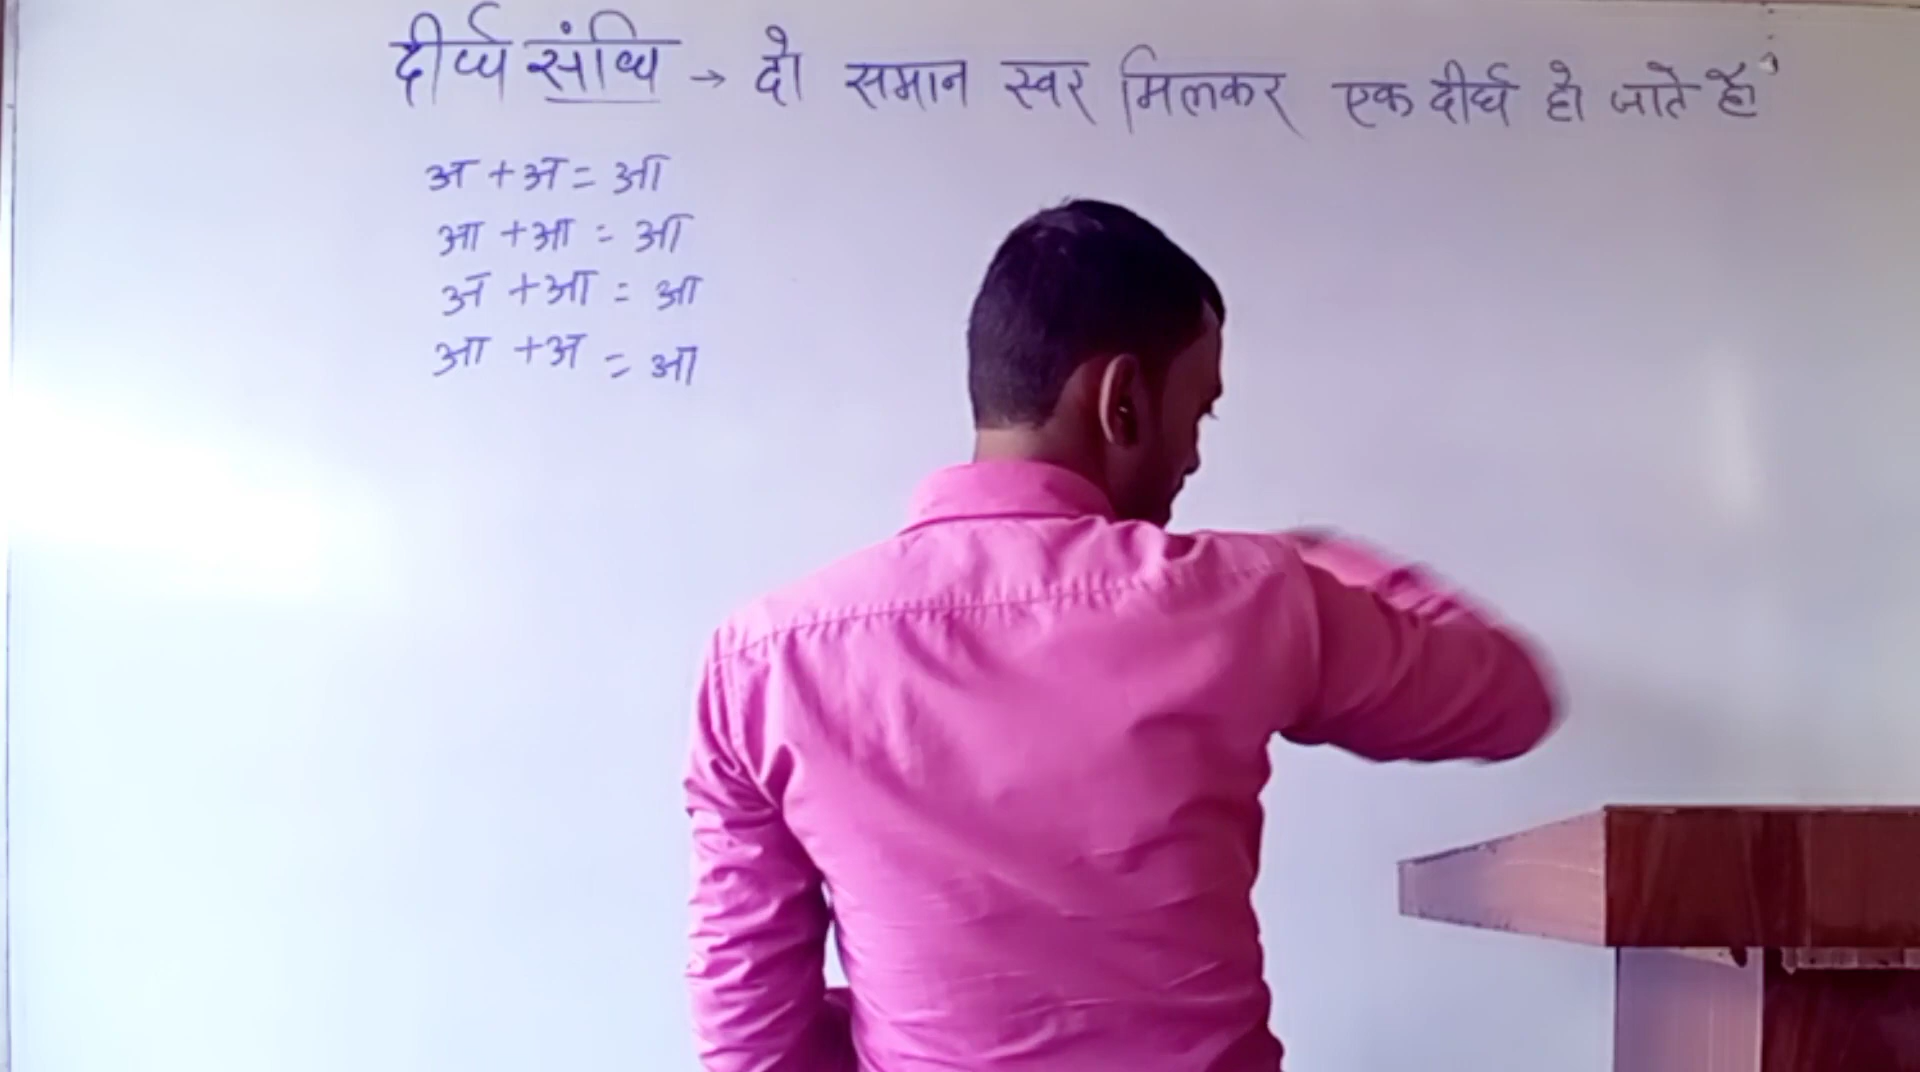 दीर्घ संधि → दो समान स्वर मिलकर एक दीर्घ हो जाते हैं
अ + अ = आ
आ + आ = आ
अ + आ = आ
आ + अ = आ